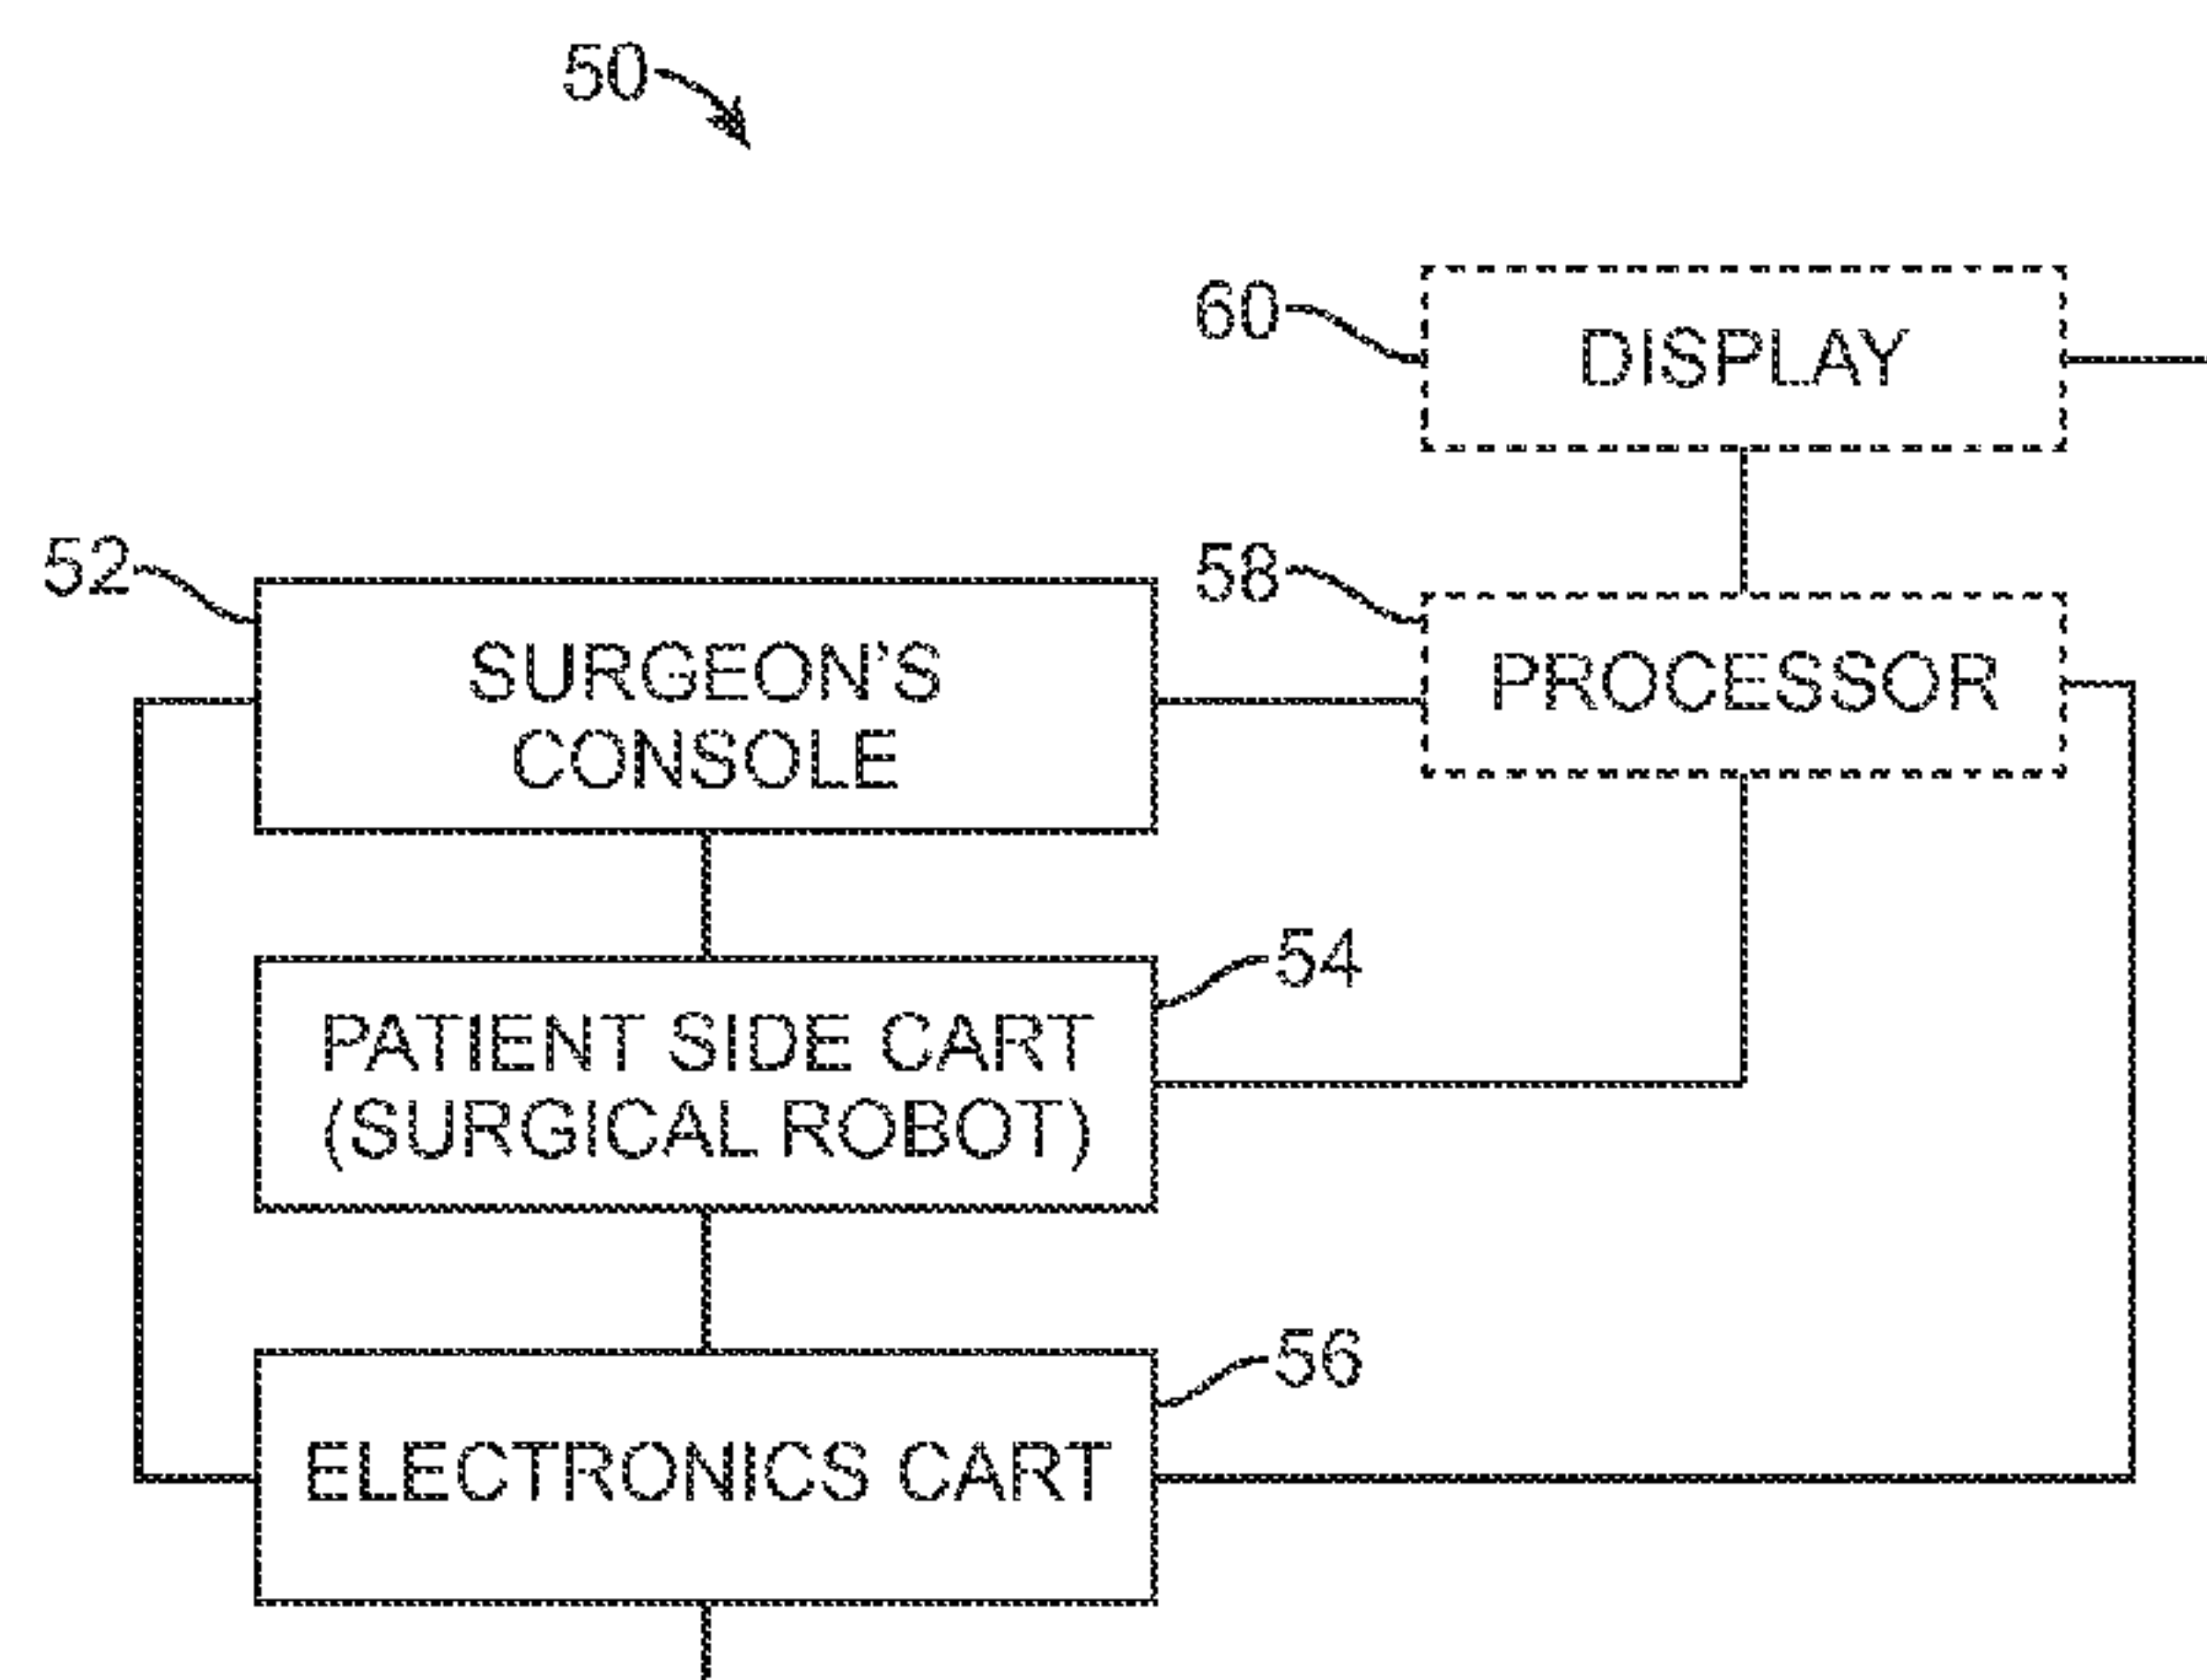 50
60
DISPLAY
52
58
SURGEON'S
CONSOLE
PROCESSOR
54
PATIENT SIDE CART
(SURGICAL ROBOT)
56
ELECTRONICS CART